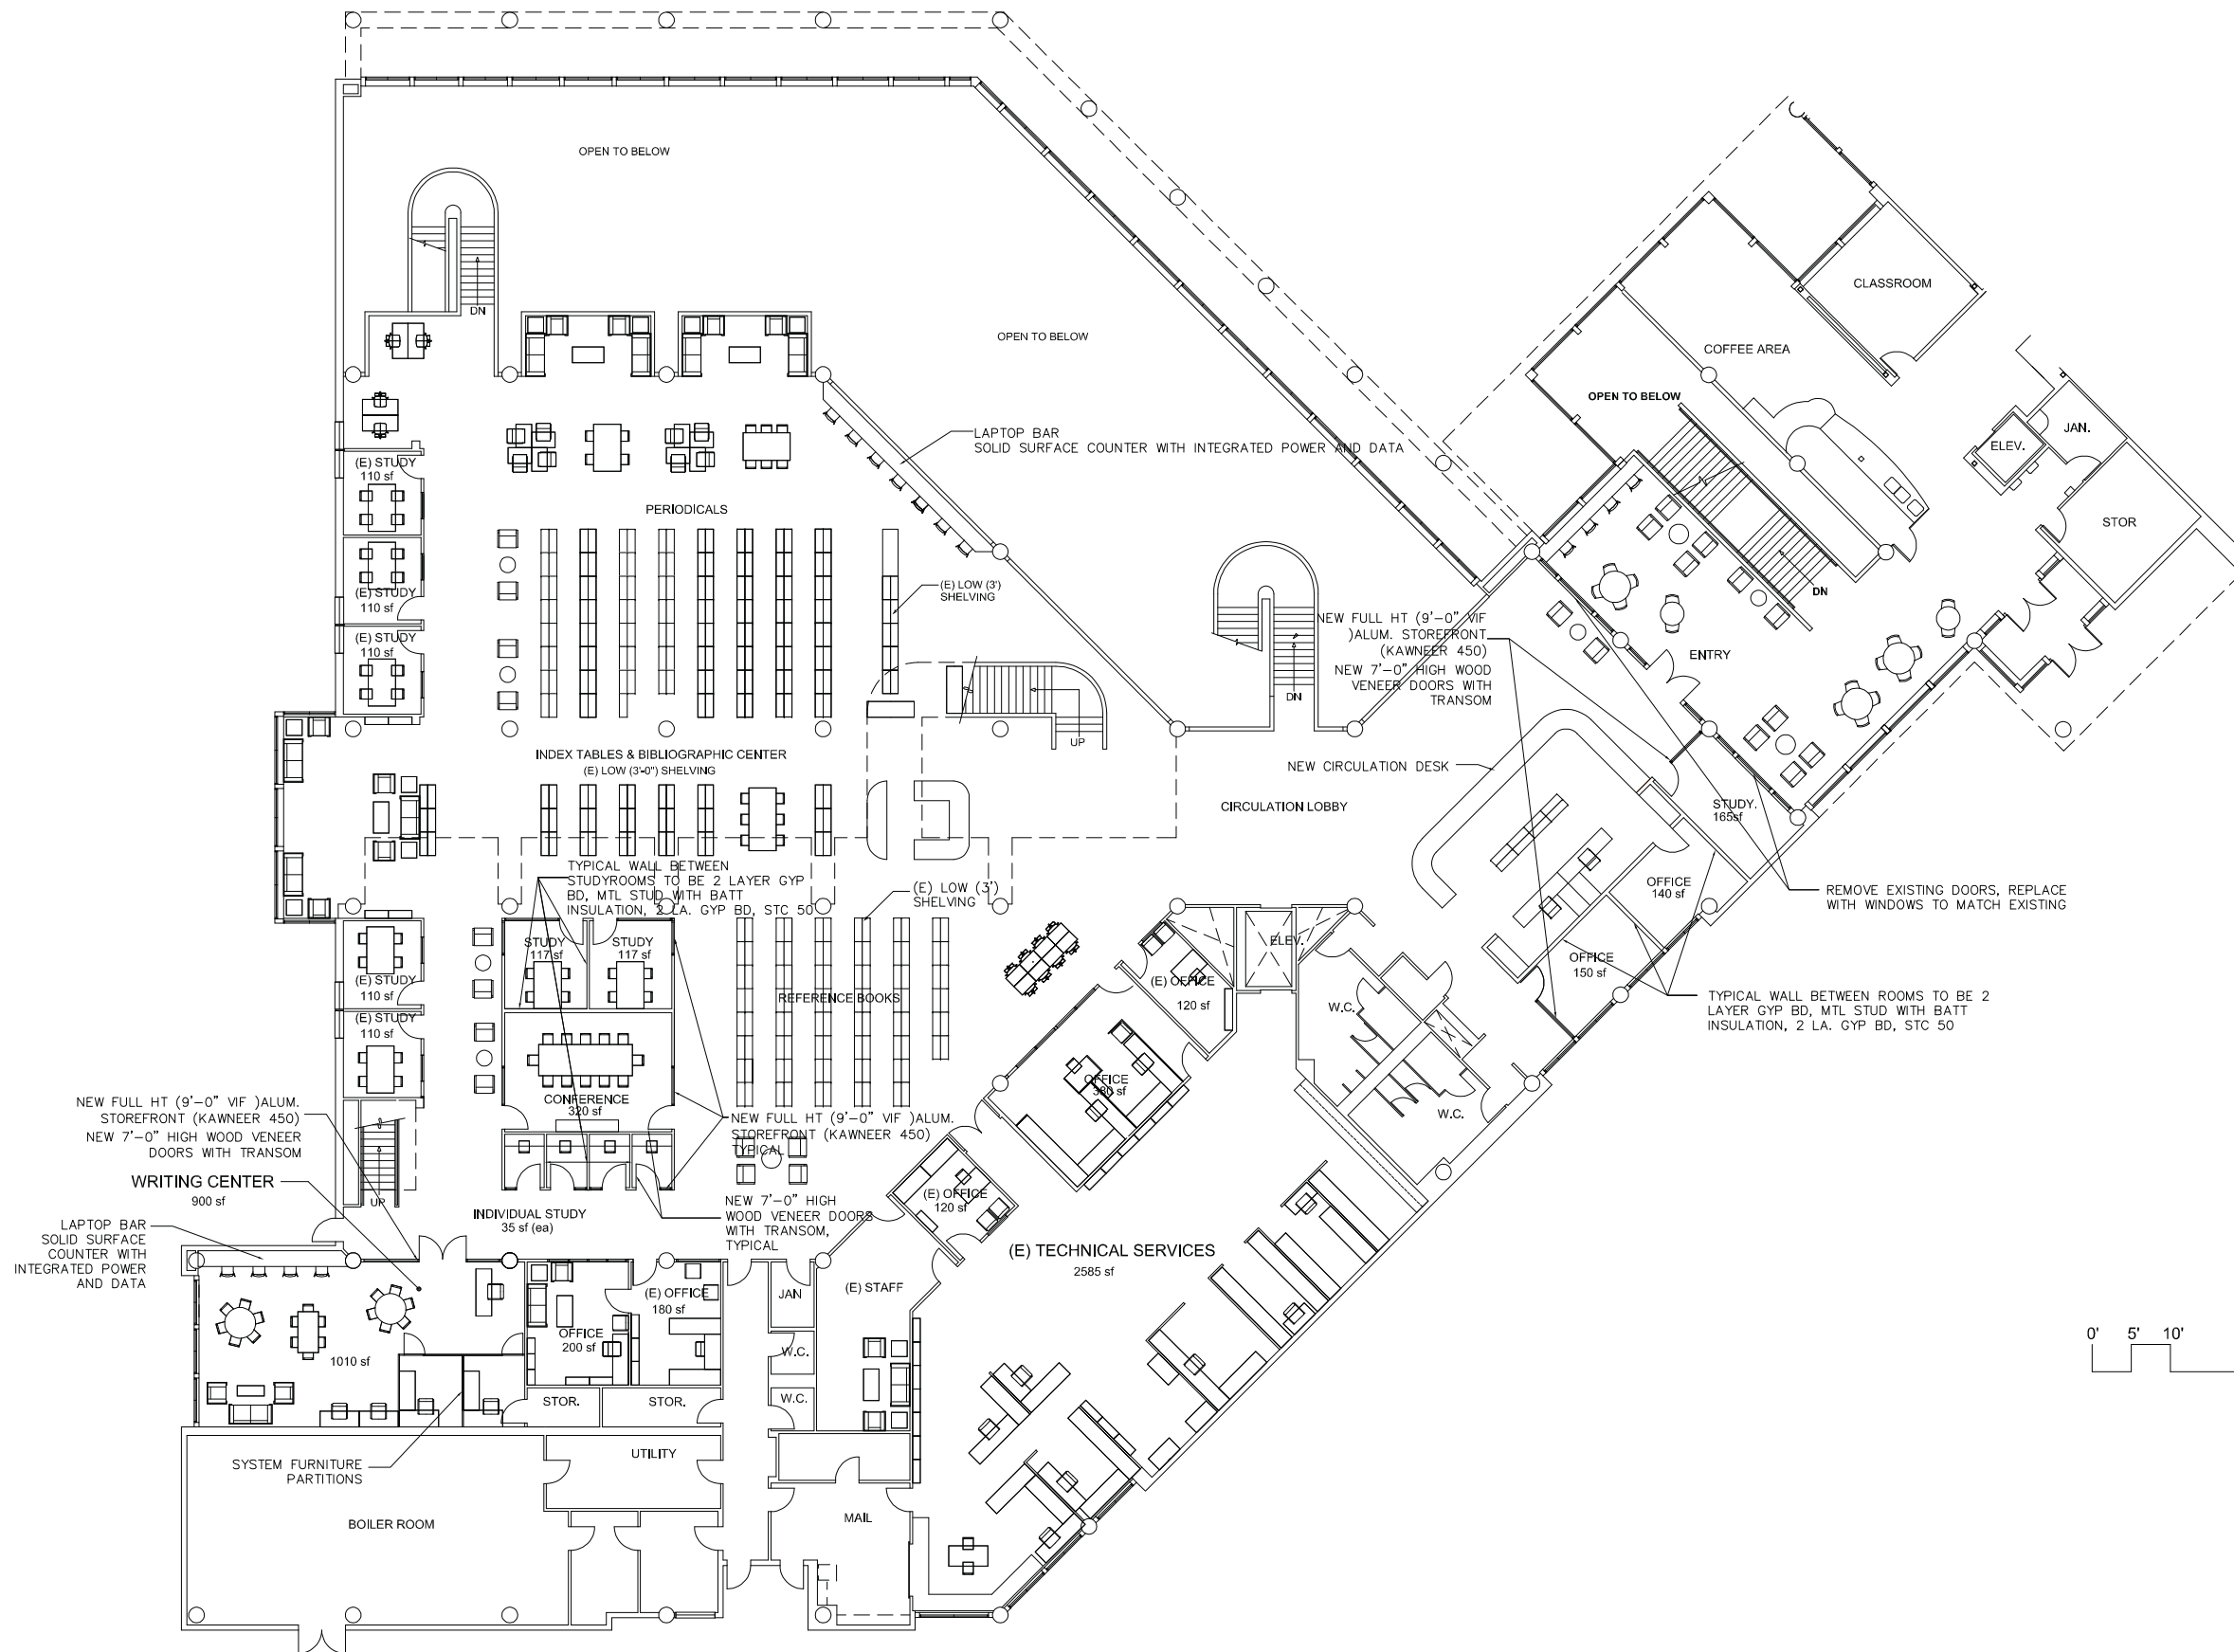 OPEN TO BELOW
OPEN TO BELOW
DN
CLASSROOM
COFFEE AREA
OPEN TO BELOW
JAN.
ELEV.
STOR
DN
ENTRY
LAPTOP BAR
SOLID SURFACE COUNTER WITH INTEGRATED POWER AND DATA
(E) STUDY
110 sf
PERIODICALS
(E) STUDY
110 sf
(E) STUDY
110 sf
(E) LOW (3')
SHELVING
NEW FULL HT (9'-0" VIF
)ALUM. STOREFRONT
(KAWNEER 450)
NEW 7'-0" HIGH WOOD
VENEER DOORS WITH
TRANSOM
DN
UP
INDEX TABLES & BIBLIOGRAPHIC CENTER
(E) LOW (3'-0") SHELVING
NEW CIRCULATION DESK
CIRCULATION LOBBY
STUDY.
165sf
OFFICE
140 sf
OFFICE
150 sf
REMOVE EXISTING DOORS, REPLACE
WITH WINDOWS TO MATCH EXISTING
TYPICAL WALL BETWEEN ROOMS TO BE 2
LAYER GYP BD, MTL STUD WITH BATT
INSULATION, 2 LA. GYP BD, STC 50
TYPICAL WALL BETWEEN
STUDYROOMS TO BE 2 LAYER GYP
BD, MTL STUD WITH BATT
INSULATION, 2 LA. GYP BD, STC 50
(E) LOW (3')
SHELVING
STUDY
117 sf
STUDY
117 sf
(E) STUDY
110 sf
(E) STUDY
110 sf
REFERENCE BOOKS
ELEV.
(E) OFFICE
120 sf
W.C.
W.C.
OFFICE
380 sf
CONFERENCE
320 sf
NEW FULL HT (9'-0" VIF )ALUM.
STOREFRONT (KAWNEER 450)
TYPICAL
NEW FULL HT (9'-0" VIF )ALUM.
STOREFRONT (KAWNEER 450)
NEW 7'-0" HIGH WOOD VENEER
DOORS WITH TRANSOM
WRITING CENTER
900 sf
UP
INDIVIDUAL STUDY
35 sf (ea)
NEW 7'-0" HIGH
WOOD VENEER DOORS
WITH TRANSOM,
TYPICAL
(E) OFFICE
120 sf
LAPTOP BAR
SOLID SURFACE
COUNTER WITH
INTEGRATED POWER
AND DATA
(E) TECHNICAL SERVICES
2585 sf
(E) OFFICE
180 sf
JAN
(E) STAFF
OFFICE
200 sf
1010 sf
W.C.
W.C.
STOR.
STOR.
SYSTEM FURNITURE
PARTITIONS
UTILITY
BOILER ROOM
MAIL
0' 5' 10'